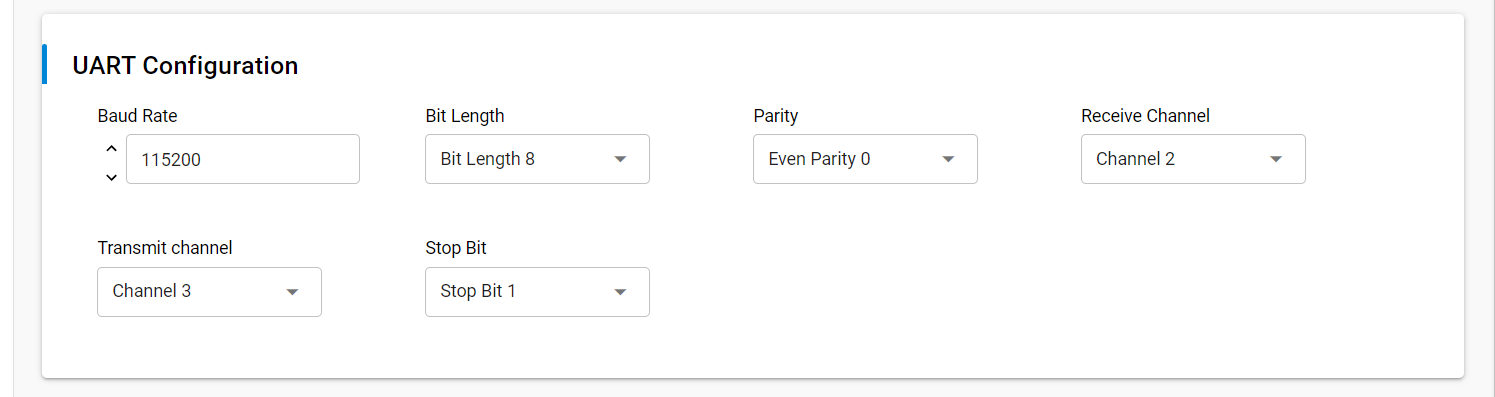 UART Configuration
Baud Rate
Bit Length
Parity
Receive Channel
115200
Bit Length 8
Even Parity 0
Channel 2
Transmit channel
Stop Bit
Channel 3
Stop Bit 1